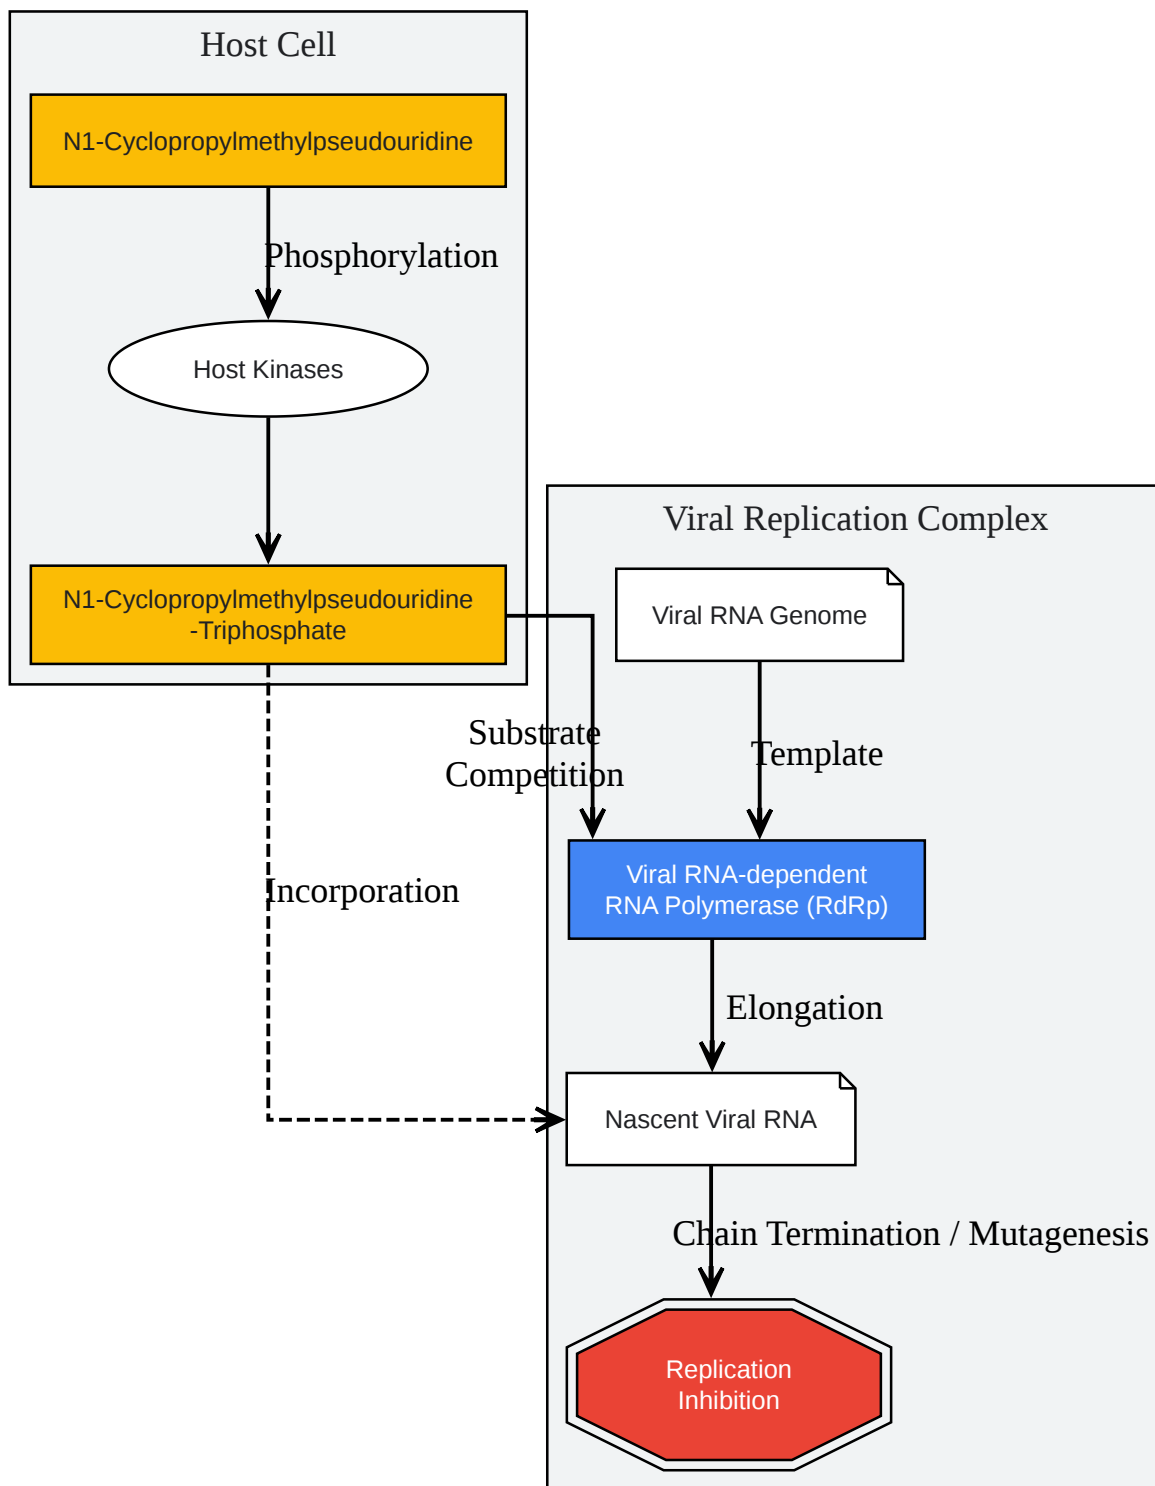 Host Cell
N1-Cyclopropylmethylpseudouridine
Phosphorylation
Host Kinases
N1-Cyclopropylmethylpseudouridine
-Triphosphate
Viral Replication Complex
Viral RNA Genome
Substrate
Competition
Template
Viral RNA-dependent
RNA Polymerase (RdRp)
Incorporation
Elongation
Nascent Viral RNA
Chain Termination / Mutagenesis
Replication
Inhibition